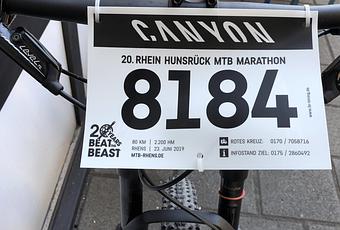 CANYON
20. RHEIN HUNSRÜCK MTB MARATHON
8184
20 YEARS
BEAT THE
BEAST
80 KM | 2.200 HM
RHENS | 23. JUNI 2019
MTB-RHENS.DE
ROTES KREUZ: 0170 / 7058716
INFOSTAND ZIEL: 0175 / 2860492